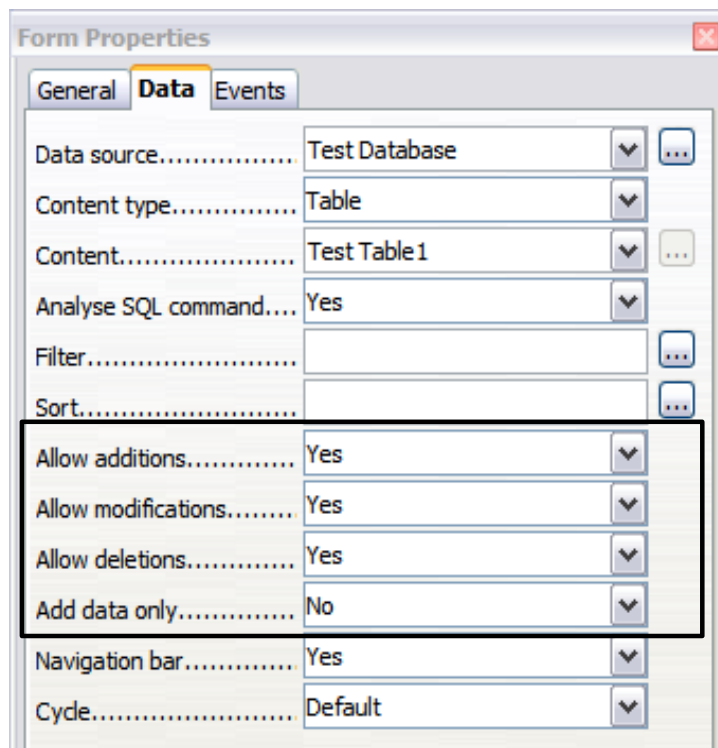 Form Properties
General Data Events
Data source................. Test Database ...
Content type............... Table
Content...................... Test Table1 ...
Analyse SQL command.... Yes
Filter.......................... ...
Sort........................... ...
Allow additions............. Yes
Allow modifications........ Yes
Allow deletions............. Yes
Add data only.............. No
Navigation bar.............. Yes
Cycle.......................... Default